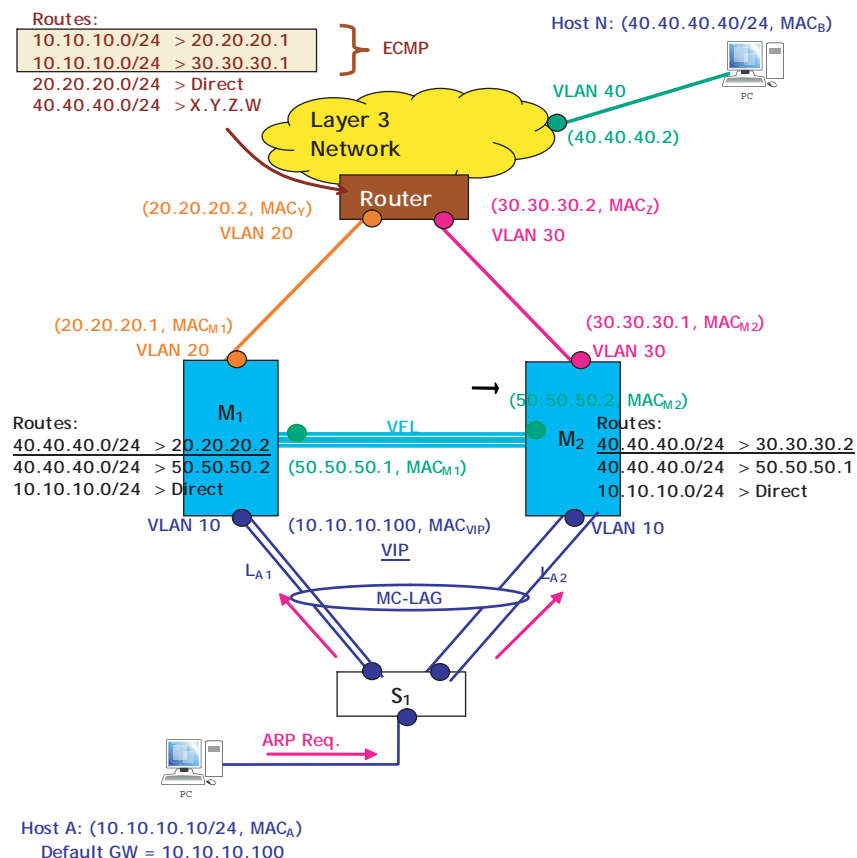 Routes:
10.10.10.0/24 > 20.20.20.1
10.10.10.0/24 > 30.30.30.1
20.20.20.0/24 > Direct
40.40.40.0/24 > X.Y.Z.W
ECMP
Host N: (40.40.40.40/24, MACB)
PC
VLAN 40
(40.40.40.2)
Layer 3
Network
Router
(20.20.20.2, MACY)
VLAN 20
(30.30.30.2, MACZ)
VLAN 30
(20.20.20.1, MACM1)
VLAN 20
(30.30.30.1, MACM2)
VLAN 30
M1
VFL
(50.50.50.2, MACM2)
M2
(50.50.50.1, MACM1)
Routes:
40.40.40.0/24 > 20.20.20.2
40.40.40.0/24 > 50.50.50.2
10.10.10.0/24 > Direct
Routes:
40.40.40.0/24 > 30.30.30.2
40.40.40.0/24 > 50.50.50.1
10.10.10.0/24 > Direct
VLAN 10
(10.10.10.100, MACVIP)
VIP
VLAN 10
LA1
MC-LAG
LA2
S1
ARP Req.
PC
Host A: (10.10.10.10/24, MACA)
Default GW = 10.10.10.100